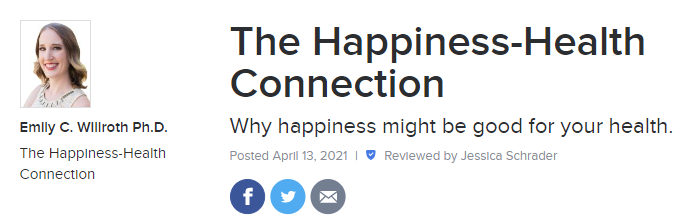 Emily C. Willroth Ph.D.
The Happiness-Health
Connection
The Happiness-Health
Connection
Why happiness might be good for your health.
Posted April 13, 2021 | Reviewed by Jessica Schrader